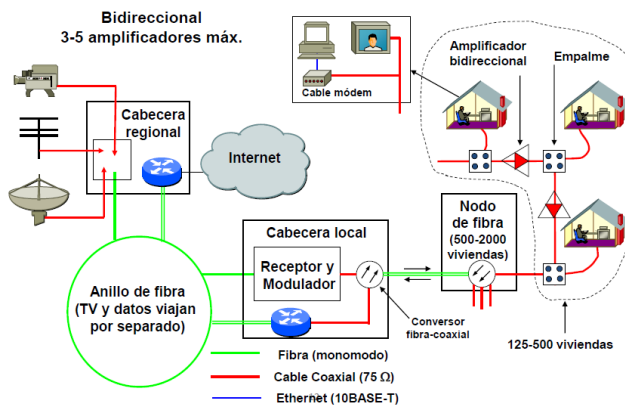 Bidireccional
3-5 amplificadores máx.
Cabecera
regional
Internet
Cable módem
Amplificador
bidireccional
Empalme
Anillo de fibra
(TV y datos viajan
por separado)
Cabecera local
Receptor y
Modulador
Conversor
fibra-coaxial
Nodo
de fibra
(500-2000
viviendas)
125-500 viviendas
Fibra (monomodo)
Cable Coaxial (75 Ω)
Ethernet (10BASE-T)